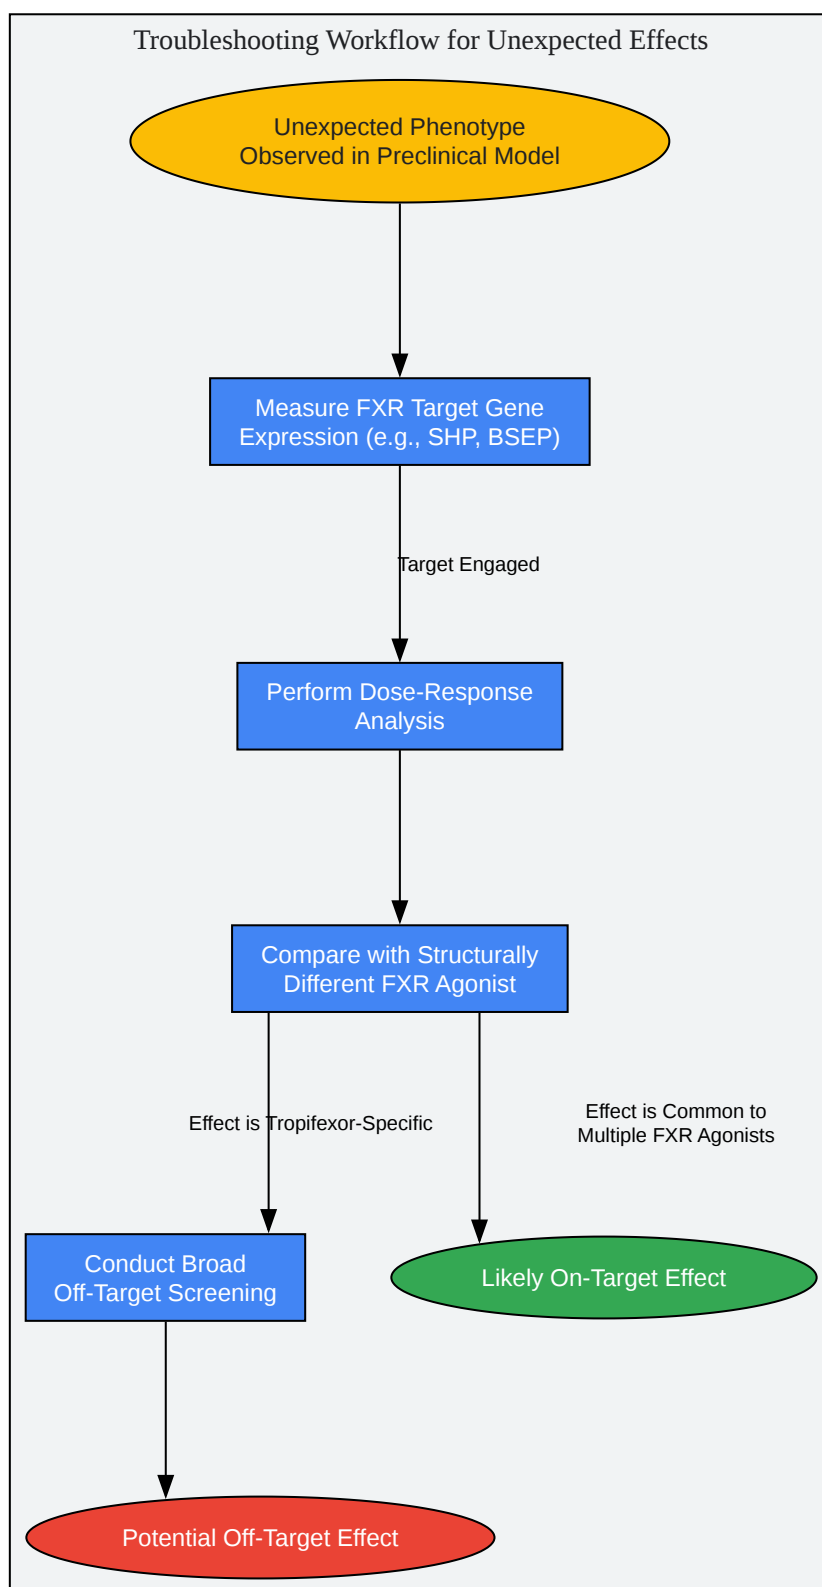 Troubleshooting Workflow for Unexpected Effects
Unexpected Phenotype
Observed in Preclinical Model
Measure FXR Target Gene
Expression (e.g., SHP, BSEP)
Target Engaged
Perform Dose-Response
Analysis
Compare with Structurally
Different FXR Agonist
Effect is Tropifexor-Specific
Effect is Common to
Multiple FXR Agonists
Conduct Broad
Off-Target Screening
Likely On-Target Effect
Potential Off-Target Effect